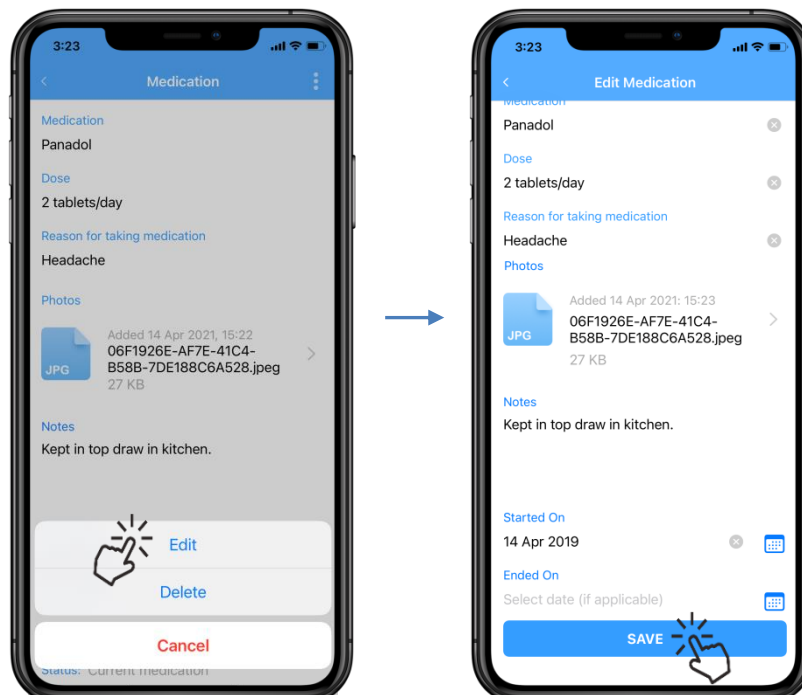 3:23
Medication
Medication
Panadol
Dose
2 tablets/day
Reason for taking medication
Headache
Photos
Added 14 Apr 2021, 15:22
06F1926E-AF7E-41C4-
B58B-7DE188C6A528.jpeg
JPG
27 KB
Notes
Kept in top draw in kitchen.
Edit
Delete
Cancel
Status: Current medication
3:23
Edit Medication
Medication
Panadol
Dose
2 tablets/day
Reason for taking medication
Headache
Photos
Added 14 Apr 2021: 15:23
06F1926E-AF7E-41C4-
B58B-7DE188C6A528.jpeg
JPG
27 KB
Notes
Kept in top draw in kitchen.
Started On
14 Apr 2019
Ended On
Select date (if applicable)
SAVE